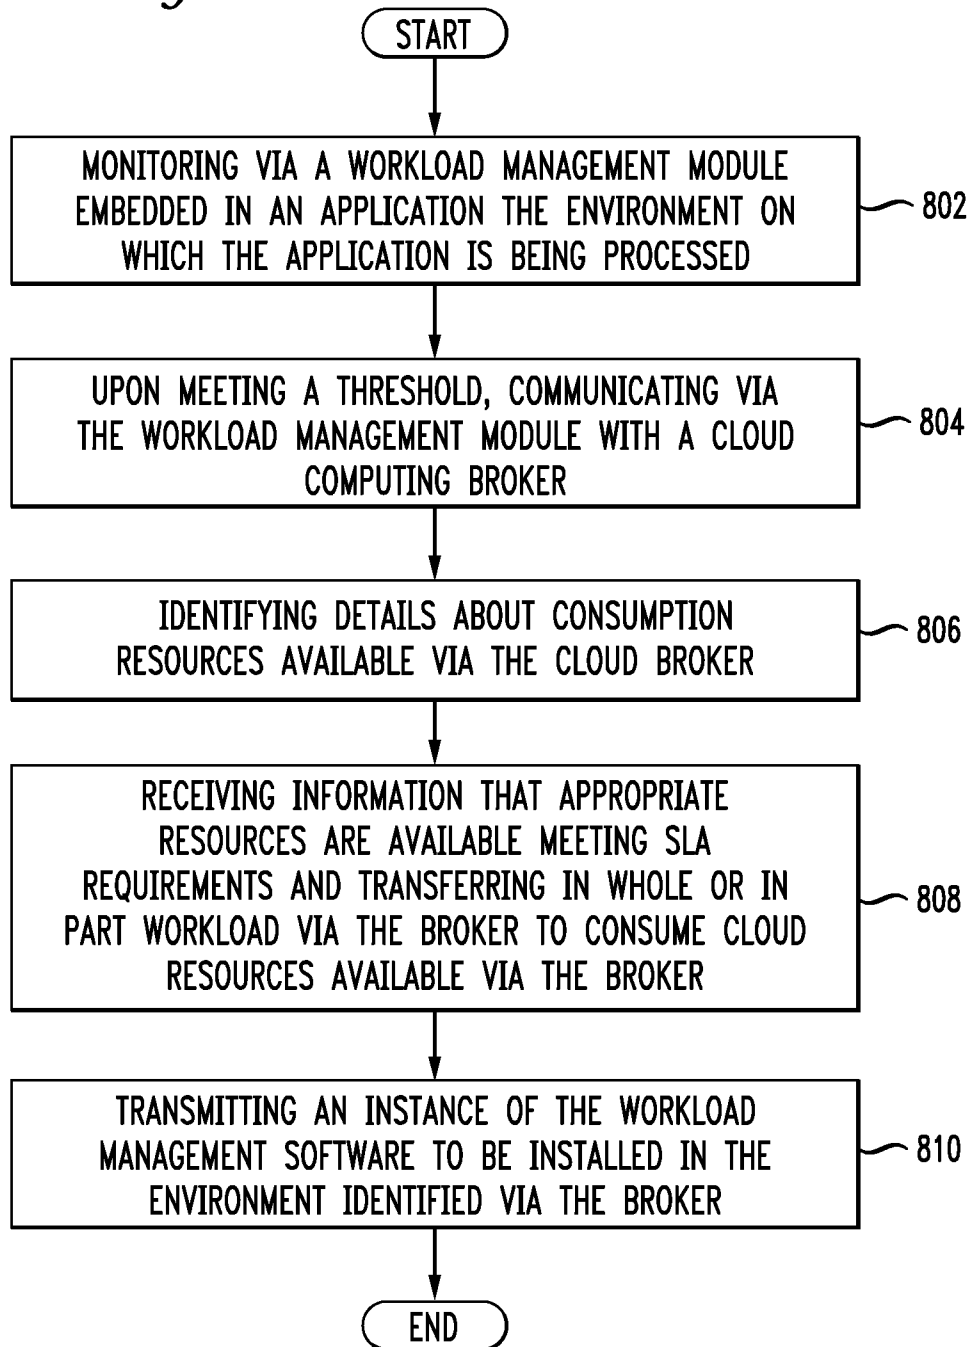 START
MONITORING VIA A WORKLOAD MANAGEMENT MODULE
EMBEDDED IN AN APPLICATION THE ENVIRONMENT ON
WHICH THE APPLICATION IS BEING PROCESSED
802
UPON MEETING A THRESHOLD, COMMUNICATING VIA
THE WORKLOAD MANAGEMENT MODULE WITH A CLOUD
COMPUTING BROKER
804
IDENTIFYING DETAILS ABOUT CONSUMPTION
RESOURCES AVAILABLE VIA THE CLOUD BROKER
806
RECEIVING INFORMATION THAT APPROPRIATE
RESOURCES ARE AVAILABLE MEETING SLA
REQUIREMENTS AND TRANSFERRING IN WHOLE OR IN
PART WORKLOAD VIA THE BROKER TO CONSUME CLOUD
RESOURCES AVAILABLE VIA THE BROKER
808
TRANSMITTING AN INSTANCE OF THE WORKLOAD
MANAGEMENT SOFTWARE TO BE INSTALLED IN THE
ENVIRONMENT IDENTIFIED VIA THE BROKER
810
END